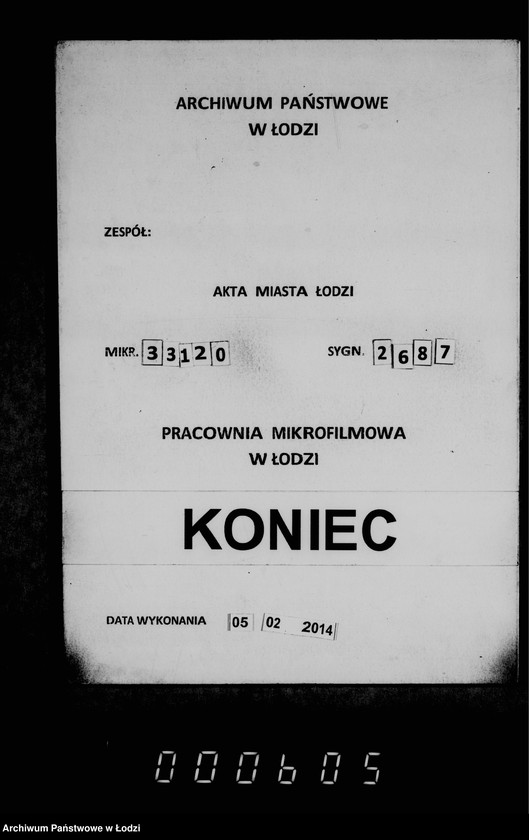 ARCHIWUM PAŃSTWOWE
W ŁODZI
ZESPÓŁ:
AKTA MIASTA ŁODZI
MIKR. 33120 SYGN. 2687
PRACOWNIA MIKROFILMOWA
W ŁODZI
KONIEC
DATA WYKONANIA 05 02 2014
000605
Archiwum Państwowe w Łodzi